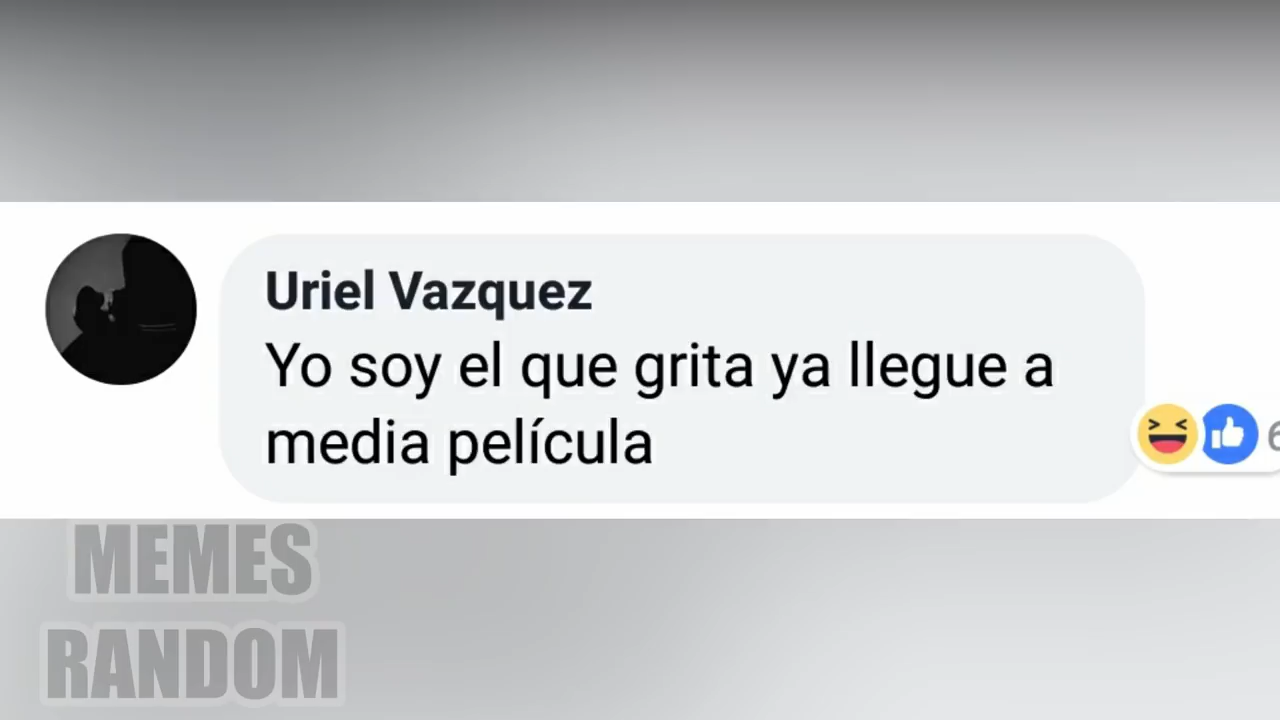 Uriel Vazquez
Yo soy el que grita ya llegue a
media película
MEMES
RANDOM